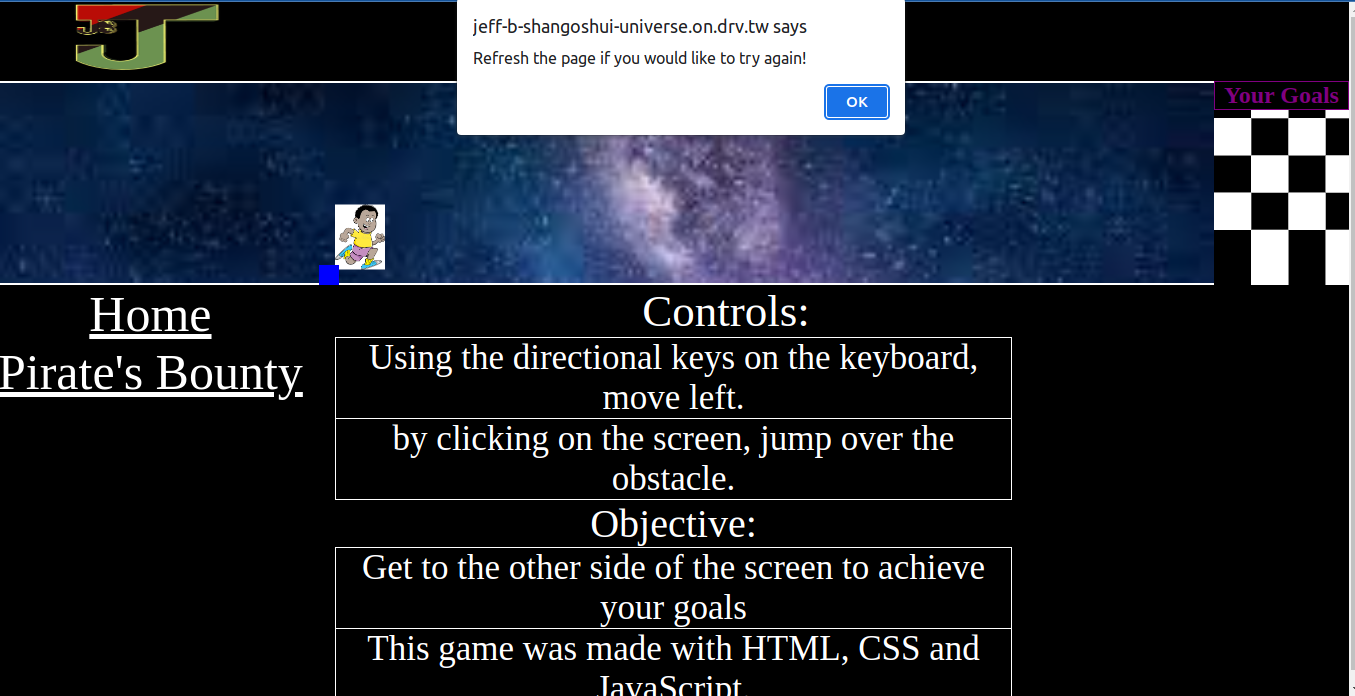 JGS
jeff-b-shangoshui-universe.on.drv.tw says
Refresh the page if you would like to try again!
OK
Your Goals
Home
Pirate's Bounty
Controls:
Using the directional keys on the keyboard,
move left.
by clicking on the screen, jump over the
obstacle.
Objective:
Get to the other side of the screen to achieve
your goals
This game was made with HTML, CSS and
JavaScript.